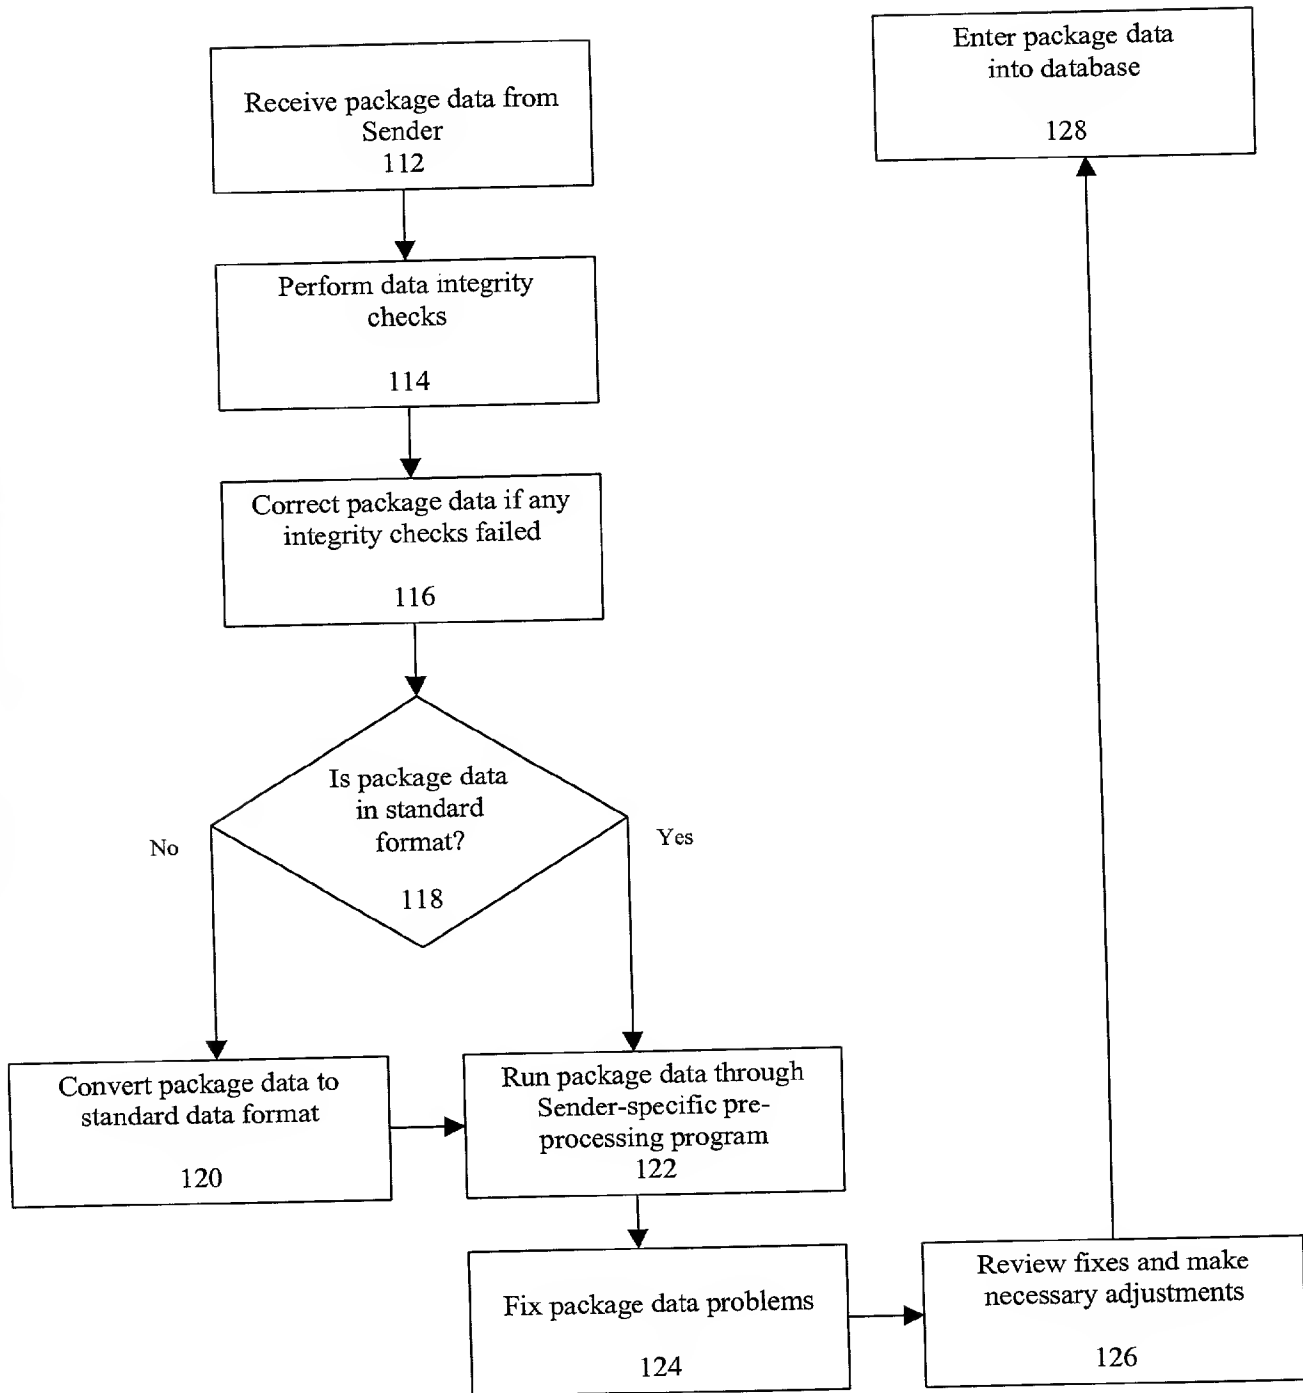 Receive package data from
Sender
112
Perform data integrity
checks
114
Correct package data if any
integrity checks failed
116
Is package data
in standard
format?
118
No
Yes
Convert package data to
standard data format
120
Run package data through
Sender-specific pre-
processing program
122
Fix package data problems
124
Review fixes and make
necessary adjustments
126
Enter package data
into database
128